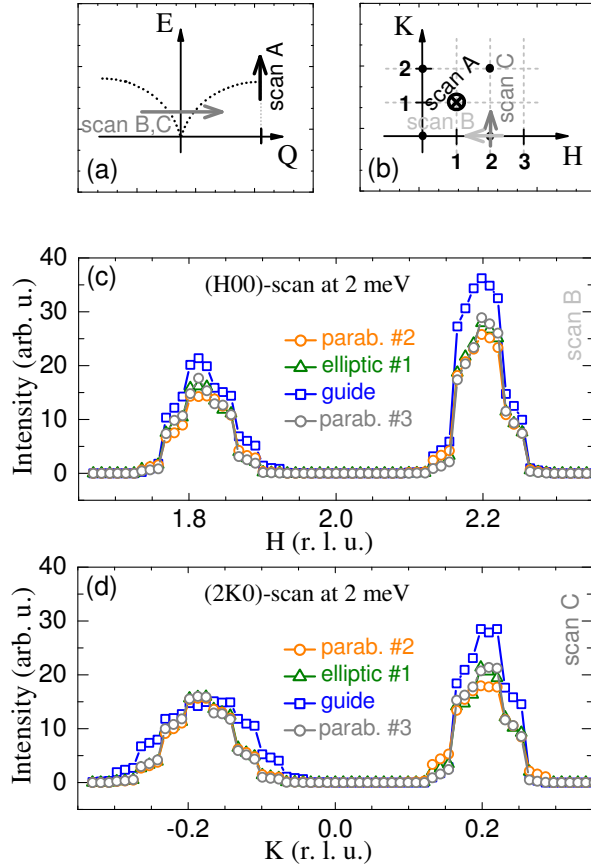 E
scan A
scan B,C
Q
(a)
K
2
scan A
scan C
1
scan B
(b)
1 2 3
H
40
(c)
(H00)-scan at 2 meV
scan B
30
parab. #2
elliptic #1
20
guide
parab. #3
10
0
Intensity (arb. u.)
1.8 2.0 2.2
H (r. l. u.)
40
(d)
(2K0)-scan at 2 meV
scan C
30
parab. #2
elliptic #1
20
guide
parab. #3
10
0
Intensity (arb. u.)
-0.2 0.0 0.2
K (r. l. u.)